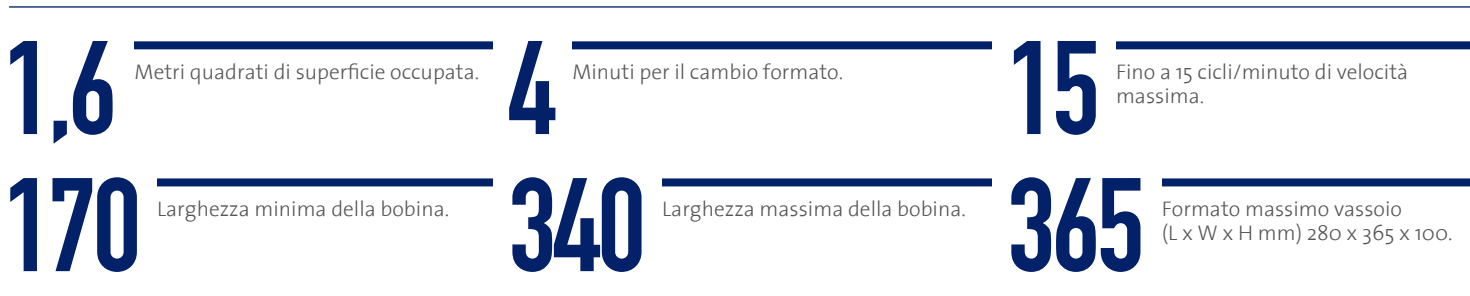 1,6
Metri quadrati di superficie occupata.
4
Minuti per il cambio formato.
15
Fino a 15 cicli/minuto di velocità
massima.
170
Larghezza minima della bobina.
340
Larghezza massima della bobina.
365
Formato massimo vassoio
(L x W x H mm) 280 x 365 x 100.